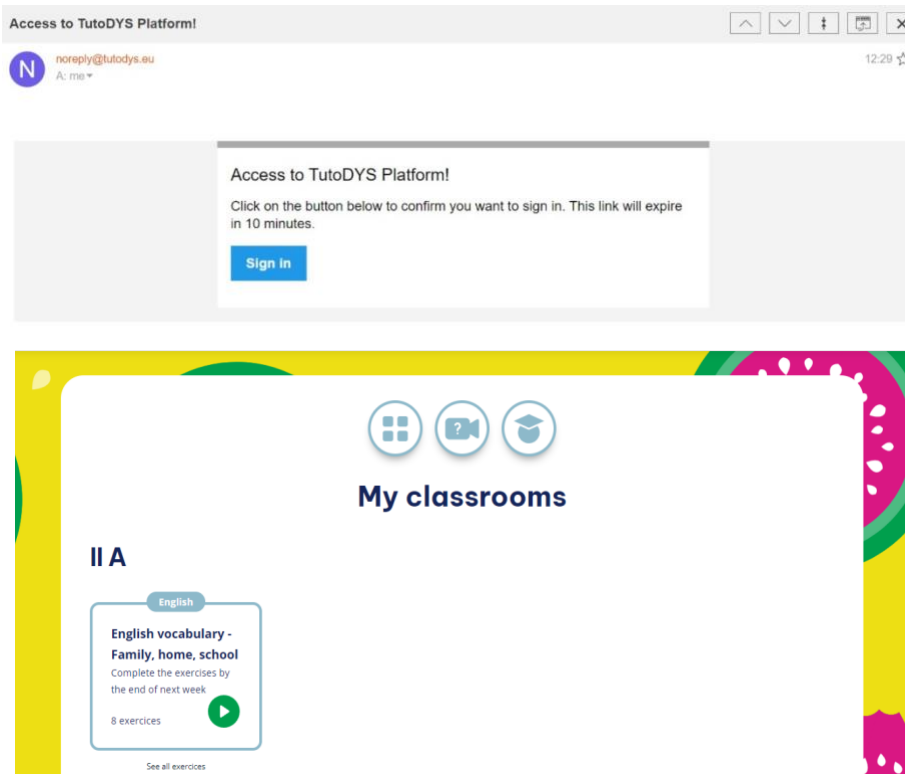 Access to TutoDYS Platform!
N
noreply@tutodys.eu
A: me
12:29
Access to TutoDYS Platform!
Click on the button below to confirm you want to sign in. This link will expire
in 10 minutes.
Sign in
?
My classrooms
II A
English
English vocabulary -
Family, home, school
Complete the exercises by
the end of next week
8 exercices
See all exercices